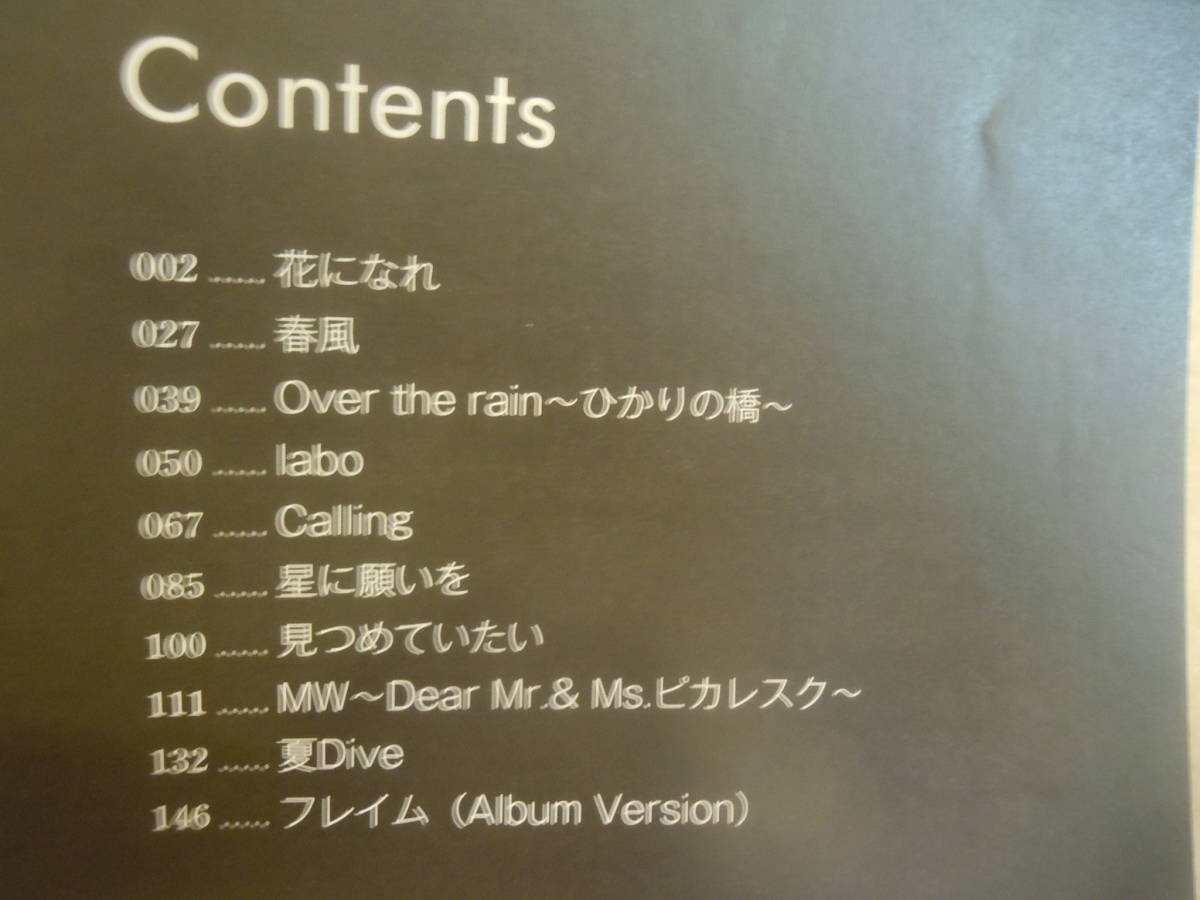 Contents
002 ...... 花になれ
027 ...... 春風
039 ...... Over the rain～ひかりの橋～
050 ...... labo
067 ...... Calling
085 ...... 星に願いを
100 ...... 見つめていたい
111 ...... MW～Dear Mr.& Ms.ピカレスク～
132 ...... 夏Dive
146 ...... フレイム（Album Version）